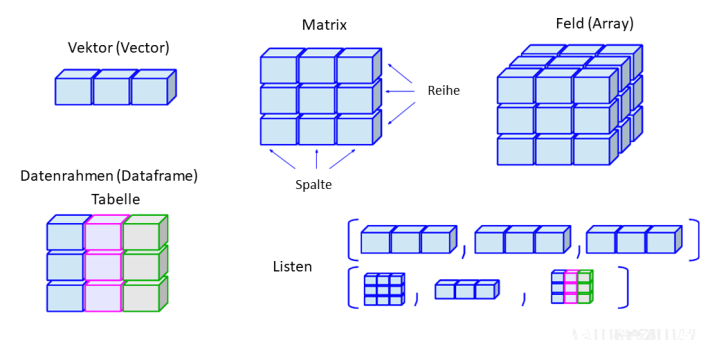 Vektor (Vector)
Matrix
Feld (Array)
Reihe
Spalte
Datenrahmen (Dataframe)
Tabelle
Listen